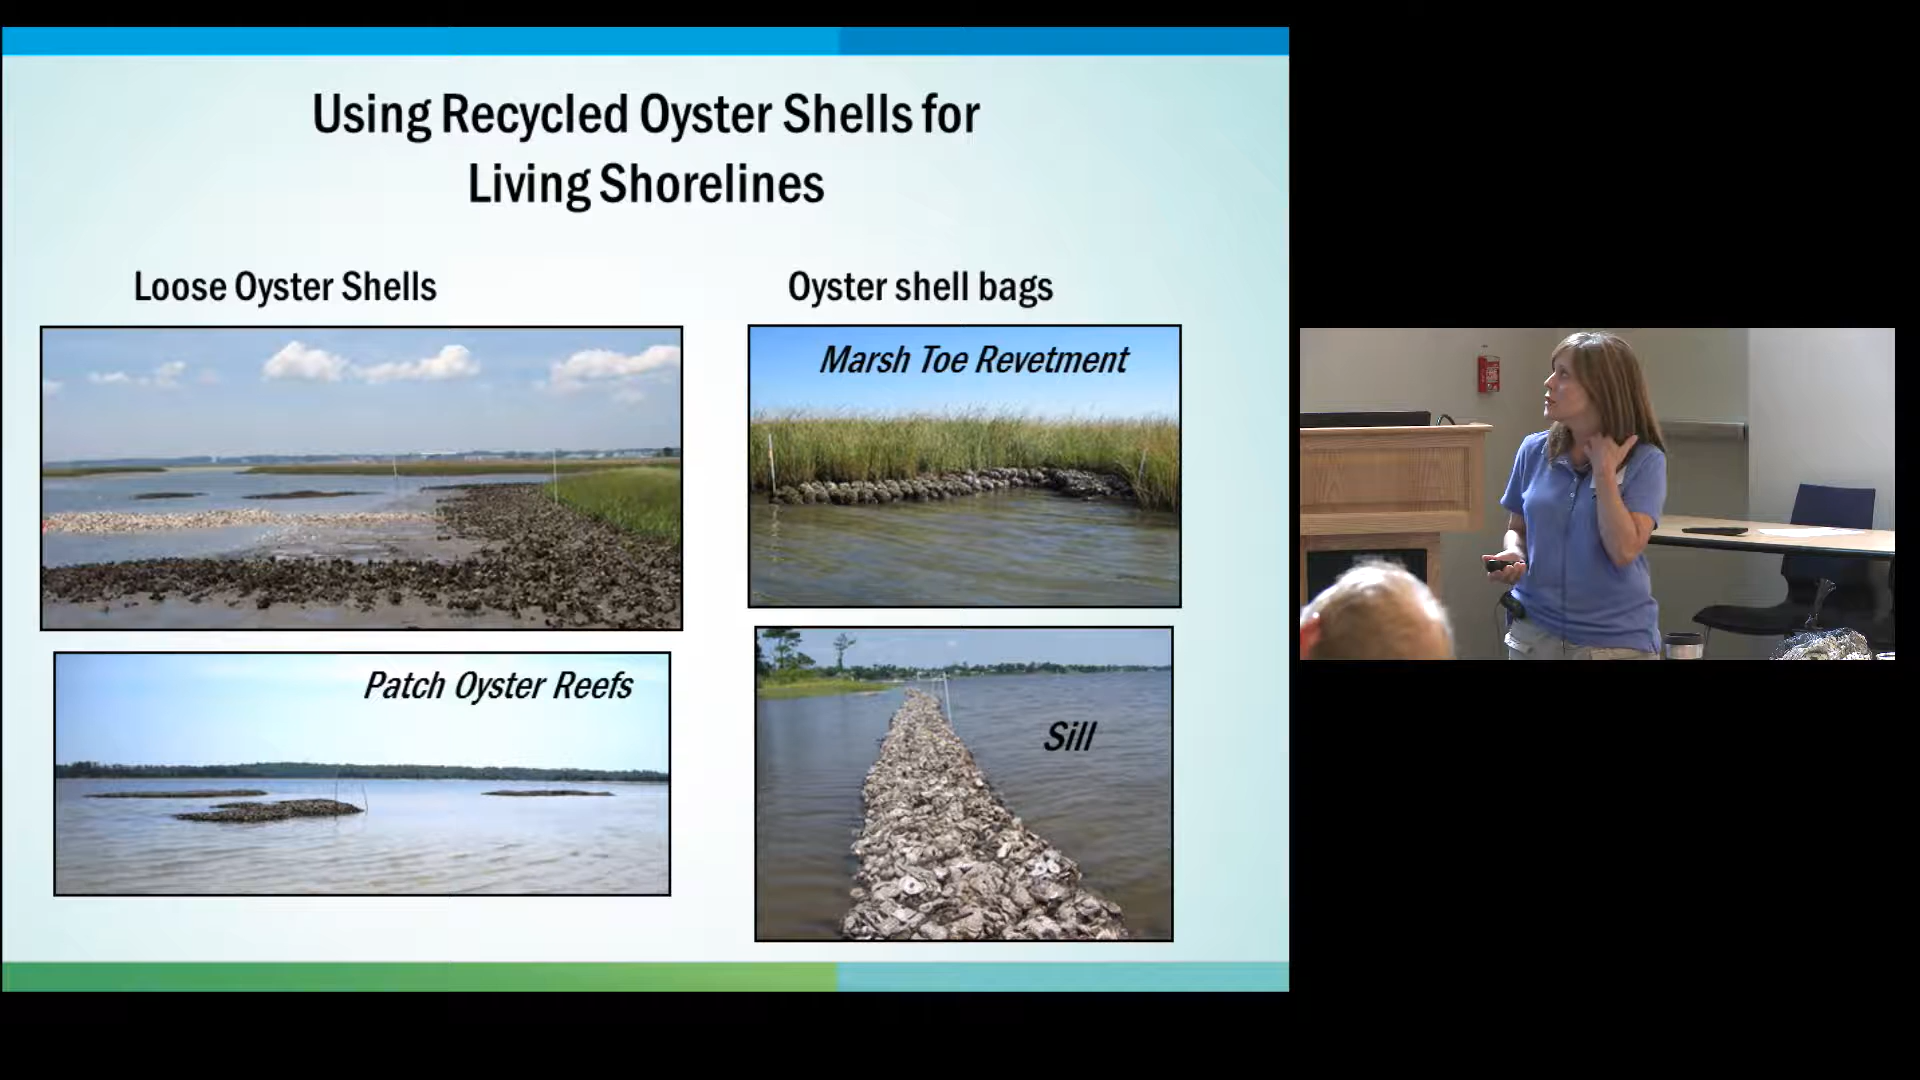 Using Recycled Oyster Shells for
Living Shorelines
Loose Oyster Shells
Oyster shell bags
Marsh Toe Revetment
Patch Oyster Reefs
Sill